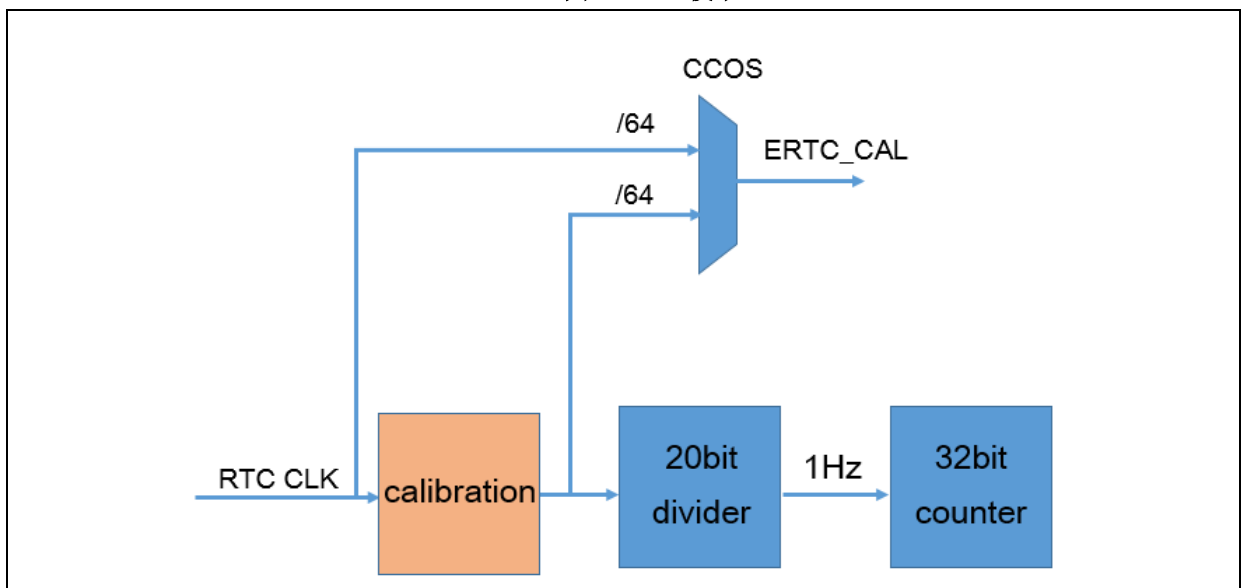 CCOS
/64
ERTC_CAL
/64
RTC CLK
calibration
20bit
divider
1Hz
32bit
counter